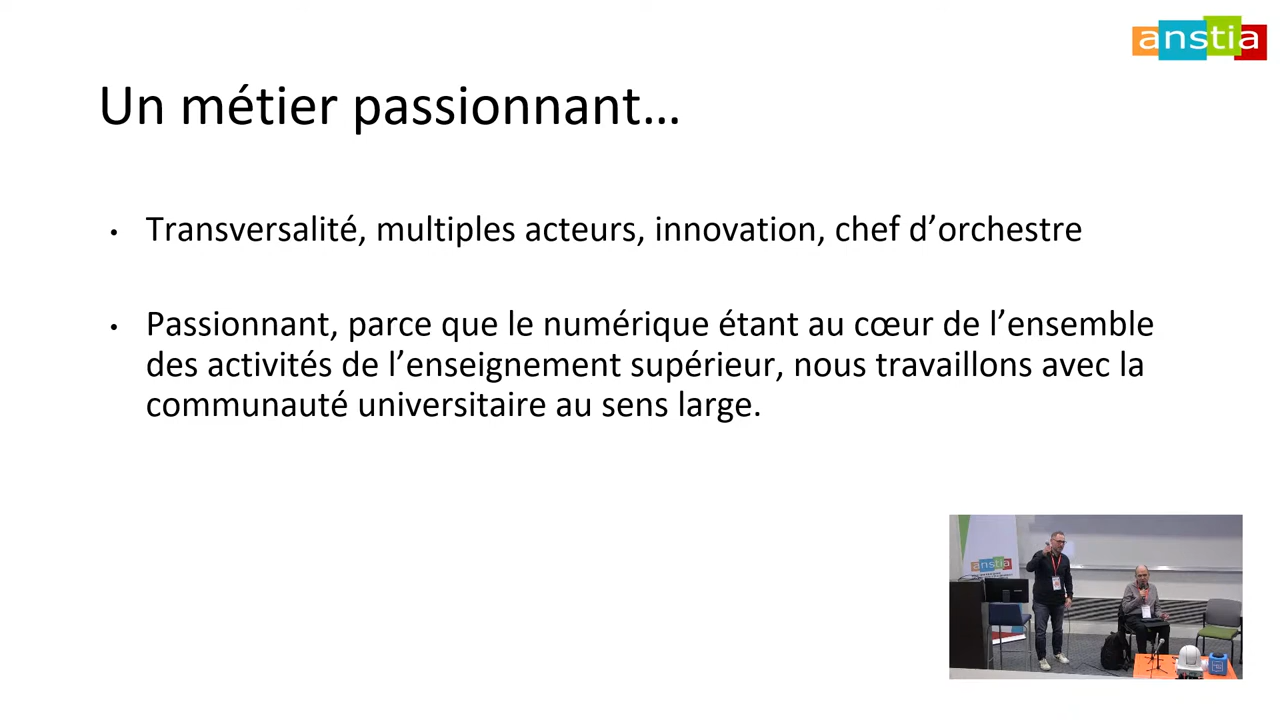 anstia
Un métier passionnant…
• Transversalité, multiples acteurs, innovation, chef d’orchestre
• Passionnant, parce que le numérique étant au cœur de l’ensemble
des activités de l’enseignement supérieur, nous travaillons avec la
communauté universitaire au sens large.
anstia